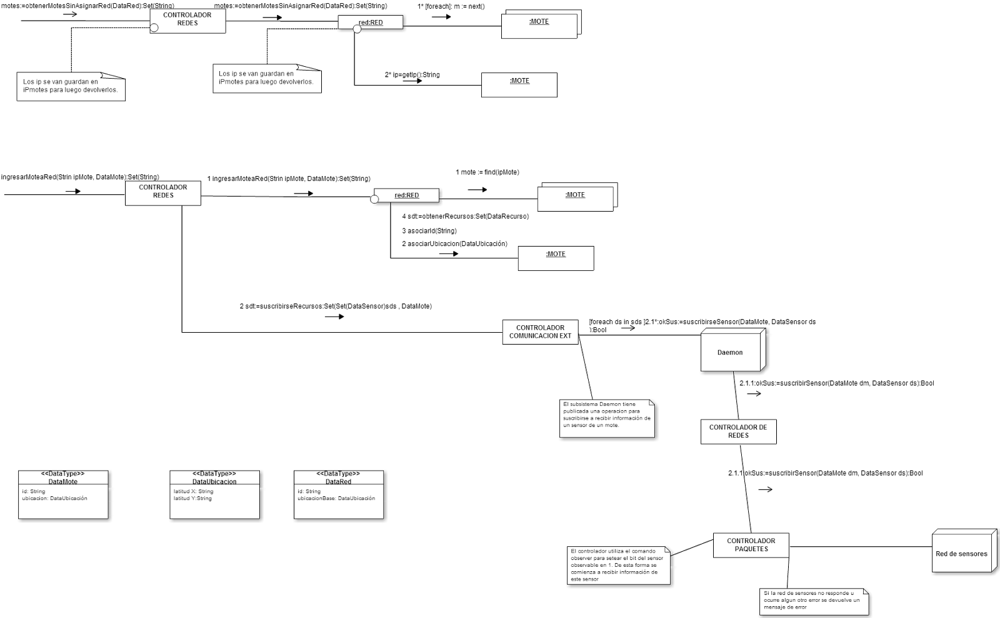 motes:=obtenerMotesSinAsignarRed(DataRed):Set(String)
CONTROLADOR
REDES
motes:=obtenerMotesSinAsignarRed(DataRed):Set(String)
red:RED
1* [foreach]: m := next()
:MOTE
Los ip se van guardan en
iPmotes para luego devolverlos.
Los ip se van guardan en
iPmotes para luego devolverlos.
2* ip=getIp():String
:MOTE
ingresarMoteaRed(Strin ipMote, DataMote):Set(String)
CONTROLADOR
REDES
1 ingresarMoteaRed(Strin ipMote, DataMote):Set(String)
red:RED
1 mote := find(ipMote)
:MOTE
4 sdt:=obtenerRecursos:Set(DataRecurso)
3 asociarId(String)
2 asociarUbicacion(DataUbicación)
:MOTE
2 sdt:=suscribirseRecursos:Set(Set(DataSensor)sds , DataMote)
CONTROLADOR
COMUNICACION EXT
[foreach ds in sds ]2.1*:okSus:=suscribirseSensor(DataMote, DataSensor ds
):Bool
Daemon
2.1.1:okSus:=suscribirSensor(DataMote dm, DataSensor ds):Bool
El subsistema Daemon tiene
publicada una operacion para
suscribirse a recibir información de
un sensor de un mote.
CONTROLADOR DE
REDES
2.1.1:okSus:=suscribirSensor(DataMote dm, DataSensor ds):Bool
<<DataType>>
DataMote
id: String
ubicacion: DataUbicación
<<DataType>>
DataUbicacion
latitud X: String
latitud Y:String
<<DataType>>
DataRed
id: String
ubicacionBase: DataUbicación
CONTROLADOR
PAQUETES
Red de sensores
El controlador utiliza el comando
observer para setear el bit del sensor
observable en 1. De esta forma se
comienza a recibir información de
este sensor
Si la red de sensores no responde u
ocurre algun otro error se devuelve un
mensaje de error